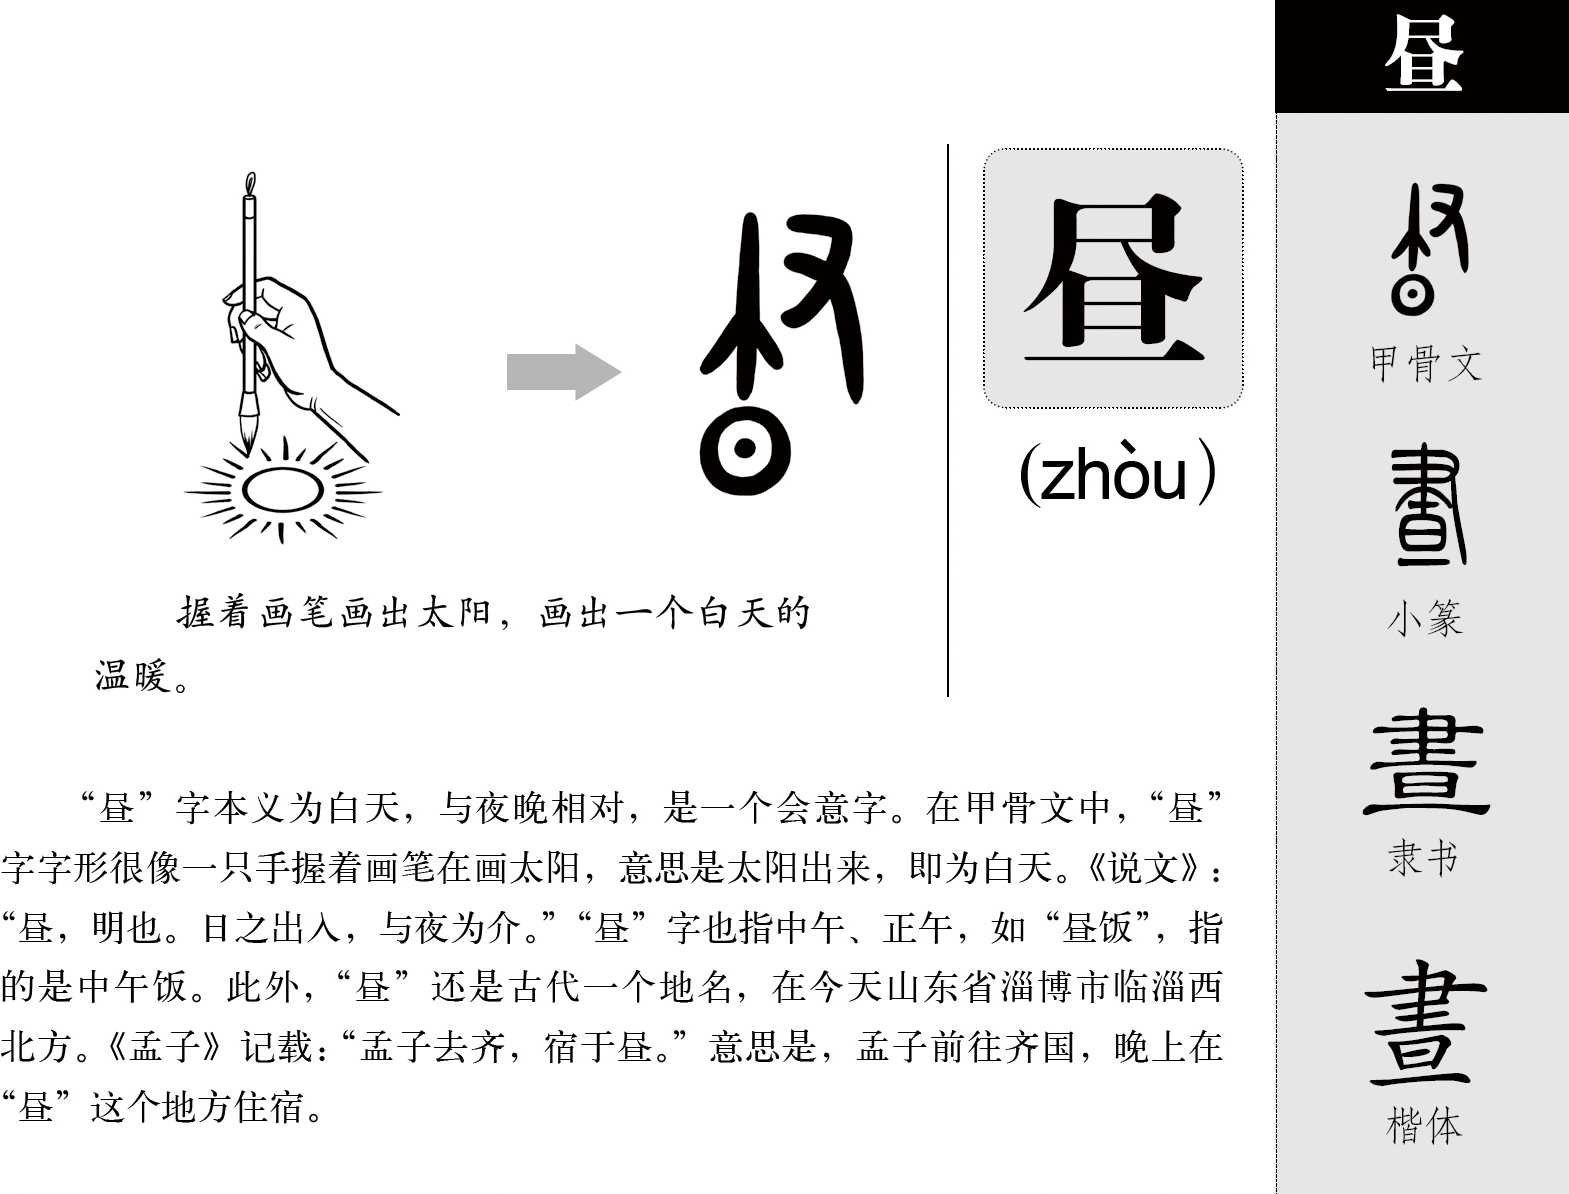 昼
昼
(zhòu)
握着画笔画出太阳，画出一个白天的
温暖。
“昼”字本义为白天，与夜晚相对，是一个会意字。在甲骨文中，“昼”
字字形很像一只手握着画笔在画太阳，意思是太阳出来，即为白天。《说文》：
“昼，明也。日之出入，与夜为介。”“昼”字也指中午、正午，如“昼饭”，指
的是中午饭。此外，“昼”还是古代一个地名，在今天山东省淄博市临淄西
北方。《孟子》记载：“孟子去齐，宿于昼。”意思是，孟子前往齐国，晚上在
“昼”这个地方住宿。
甲骨文
晝
小篆
晝
隶书
晝
楷体